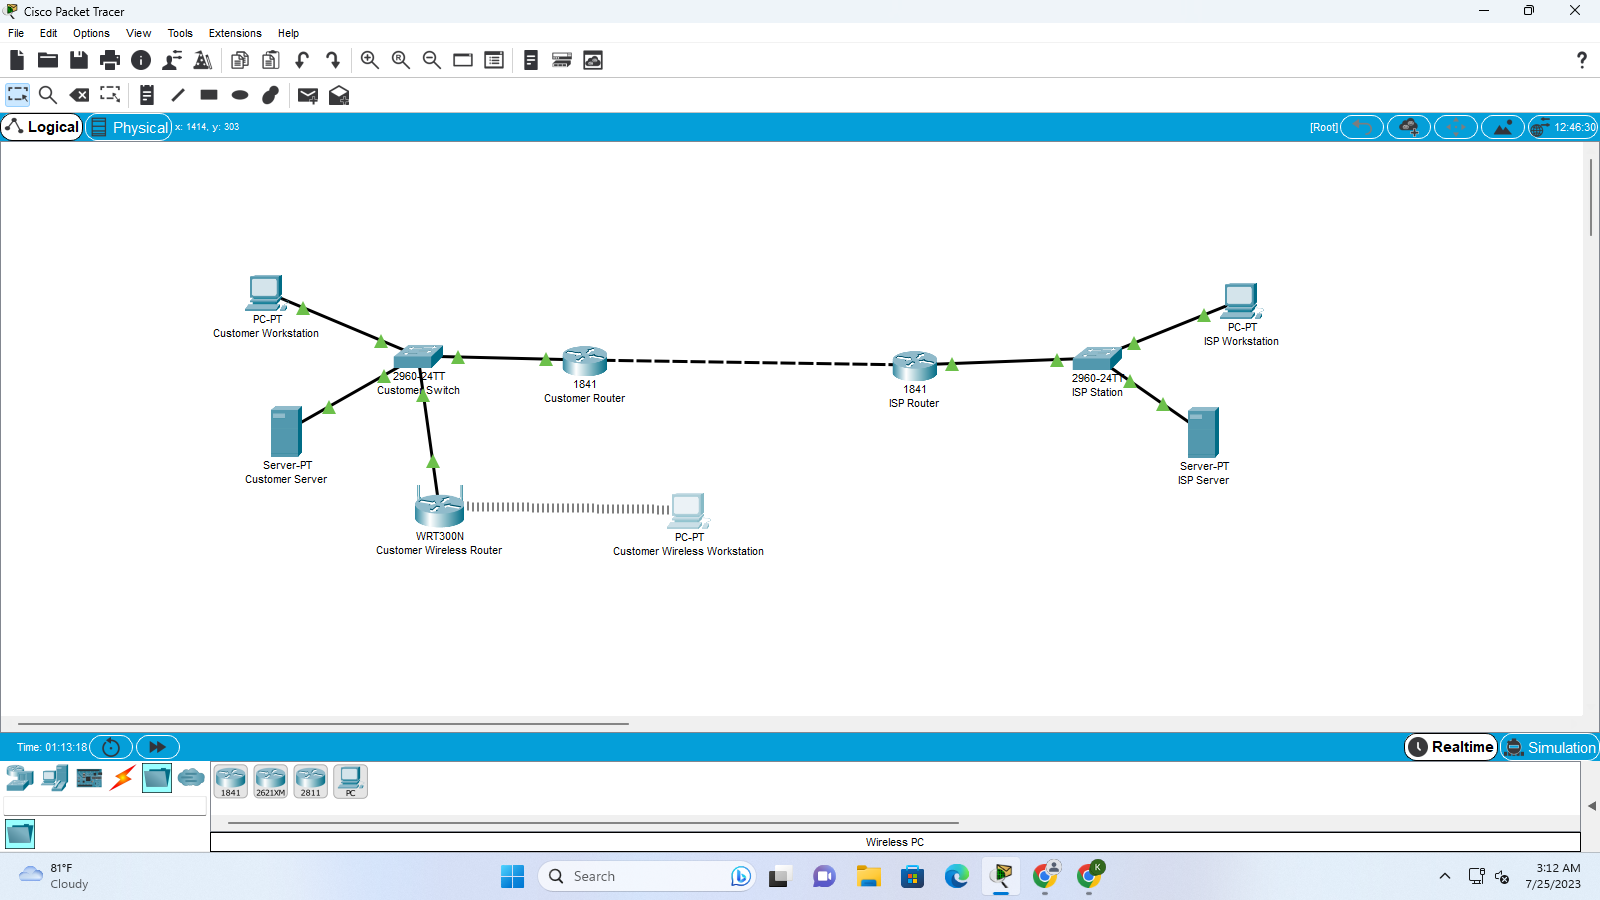 Cisco Packet Tracer
File Edit Options View Tools Extensions Help
?
Logical Physical x: 1414, y: 303 [Root] 12:46:30
PC-PT
Customer Workstation
PC-PT
ISP Workstation
2960-24TT
Customer Switch
1841
Customer Router
1841
ISP Router
2960-24TT
ISP Station
Server-PT
Customer Server
Server-PT
ISP Server
WRT300N
Customer Wireless Router
PC-PT
Customer Wireless Workstation
Time: 01:13:18 Realtime Simulation
1841 2621XM 2811 PC
Wireless PC
81°F
Cloudy
Search
K
3:12 AM
7/25/2023